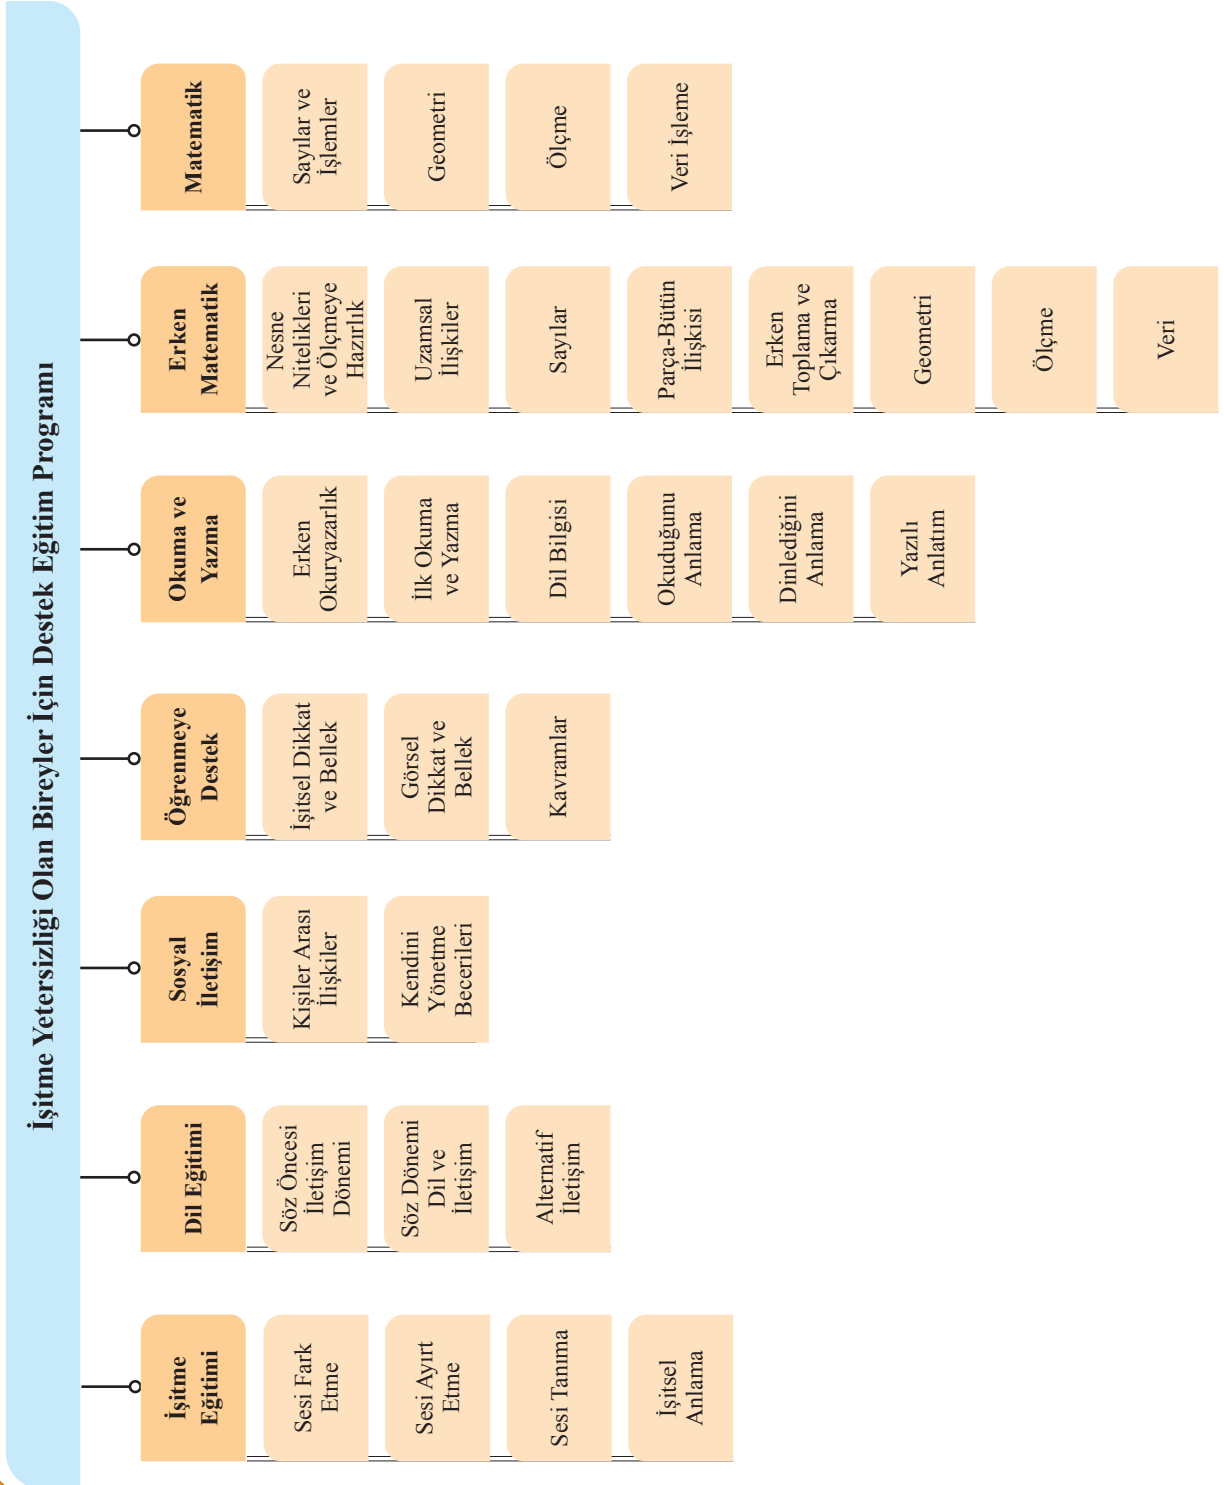 İşitme Yetersizliği Olan Bireyler İçin Destek Eğitim Programı
İşitme
Eğitimi
Sesi Fark
Etme
Sesi Ayırt
Etme
Sesi Tanıma
İşitsel
Anlama
Dil Eğitimi
Söz Öncesi
İletişim
Dönemi
Söz Dönemi
Dil ve
İletişim
Alternatif
İletişim
Sosyal
İletişim
Kişiler Arası
İlişkiler
Kendini
Yönetme
Becerileri
Öğrenmeye
Destek
İşitsel Dikkat
ve Bellek
Görsel
Dikkat ve
Bellek
Kavramlar
Okuma ve
Yazma
Erken
Okuryazarlık
İlk Okuma
ve Yazma
Dil Bilgisi
Okuduğunu
Anlama
Dinlediğini
Anlama
Yazılı
Anlatım
Erken
Matematik
Nesne
Nitelikleri
ve Ölçmeye
Hazırlık
Uzamsal
İlişkiler
Sayılar
Parça-Bütün
İlişkisi
Erken
Toplama ve
Çıkarma
Geometri
Ölçme
Veri
Matematik
Sayılar ve
İşlemler
Geometri
Ölçme
Veri İşleme